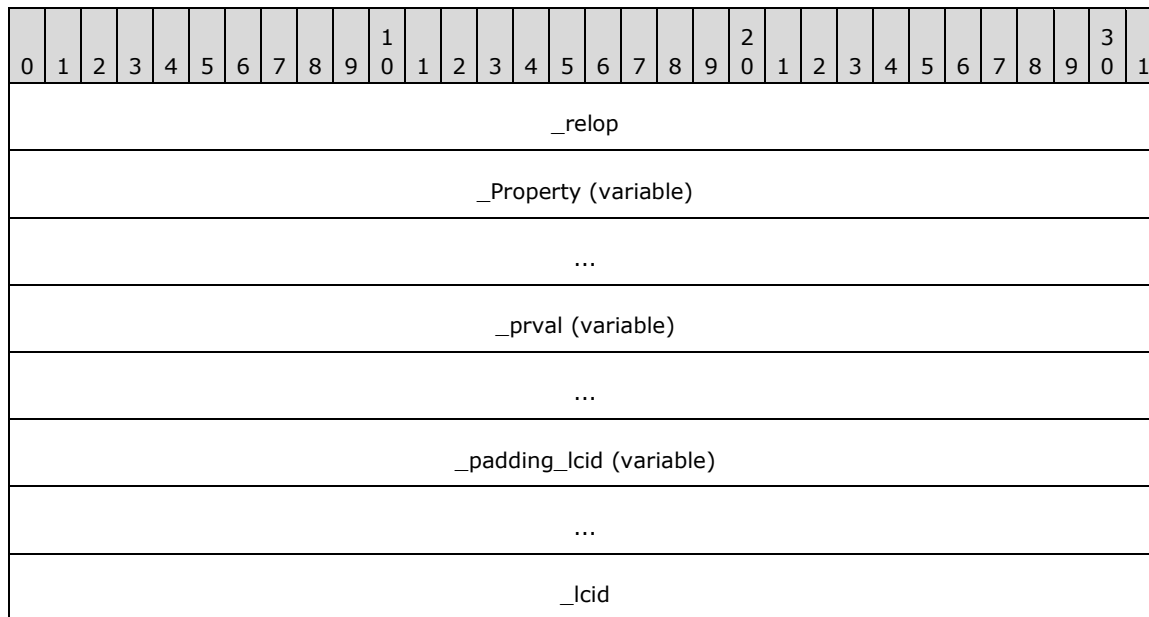 1 2 3
0 1 2 3 4 5 6 7 8 9 0 1 2 3 4 5 6 7 8 9 0 1 2 3 4 5 6 7 8 9 0 1
_relop
_Property (variable)
...
_prval (variable)
...
_padding_lcid (variable)
...
_lcid